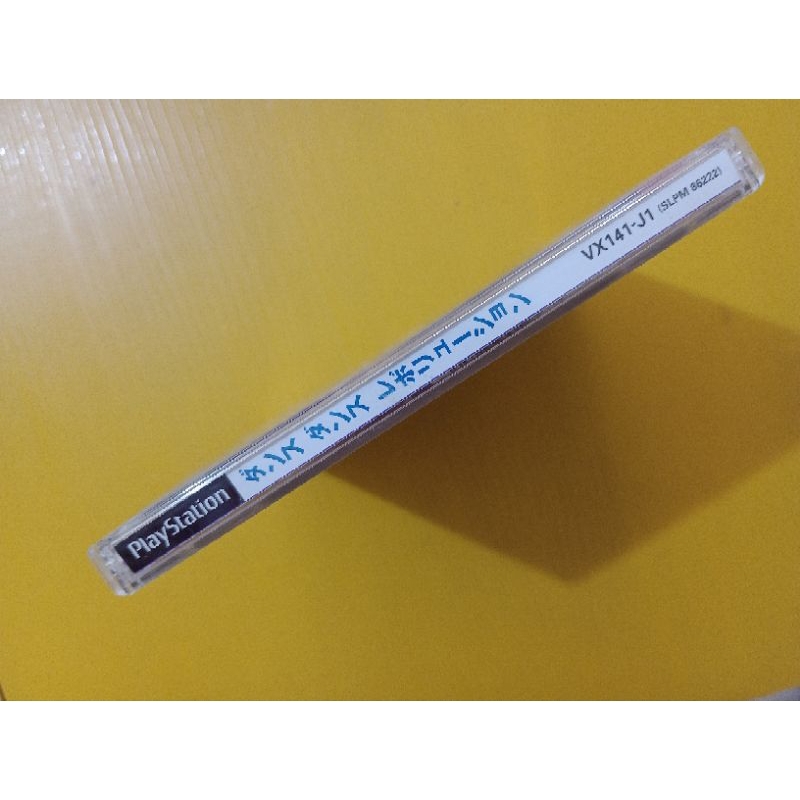 PlayStation
ダンス ダンス レボリューション
VX141-J1 (SLPM 86222)